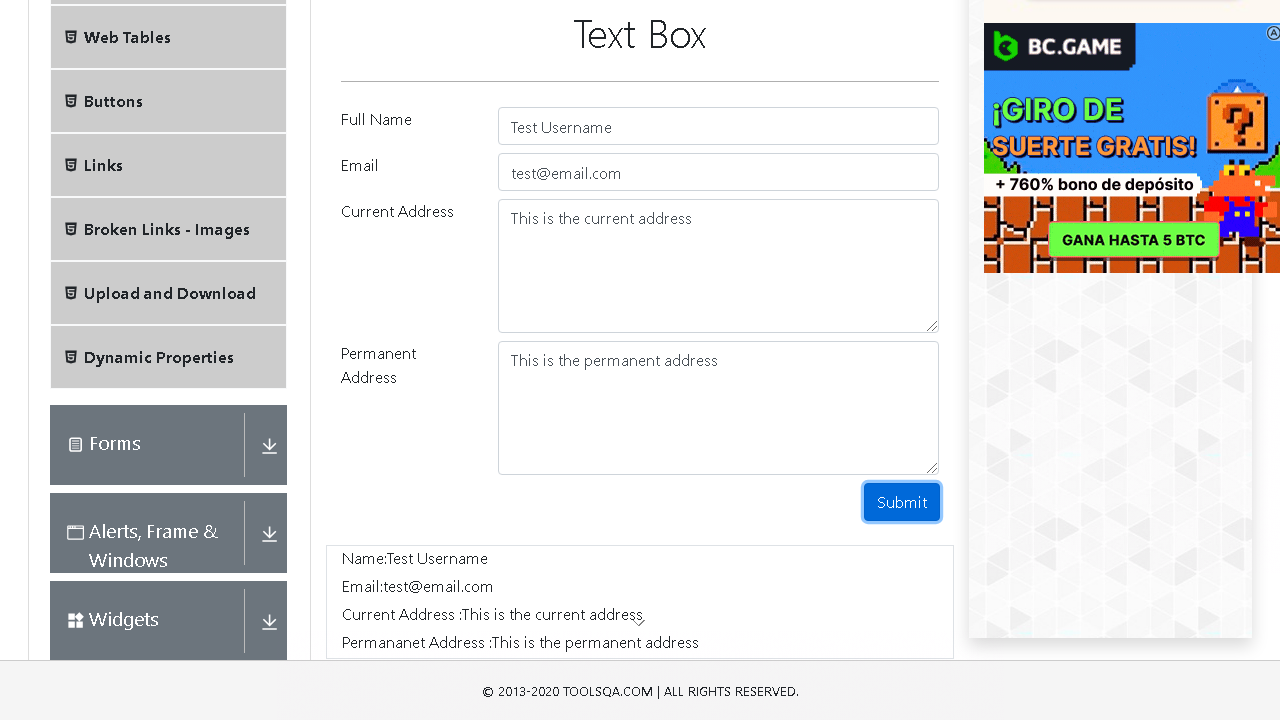 Web Tables
Buttons
Links
Broken Links - Images
Upload and Download
Dynamic Properties
Forms
Alerts, Frame &
Windows
Widgets
Text Box
Full Name
Test Username
Email
test@email.com
Current Address
This is the current address
Permanent
Address
This is the permanent address
Submit
Name:Test Username
Email:test@email.com
Current Address :This is the current address
Permananet Address :This is the permanent address
BC.GAME
¡GIRO DE
SUERTE GRATIS!
+ 760% bono de depósito
GANA HASTA 5 BTC
© 2013-2020 TOOLSQA.COM | ALL RIGHTS RESERVED.